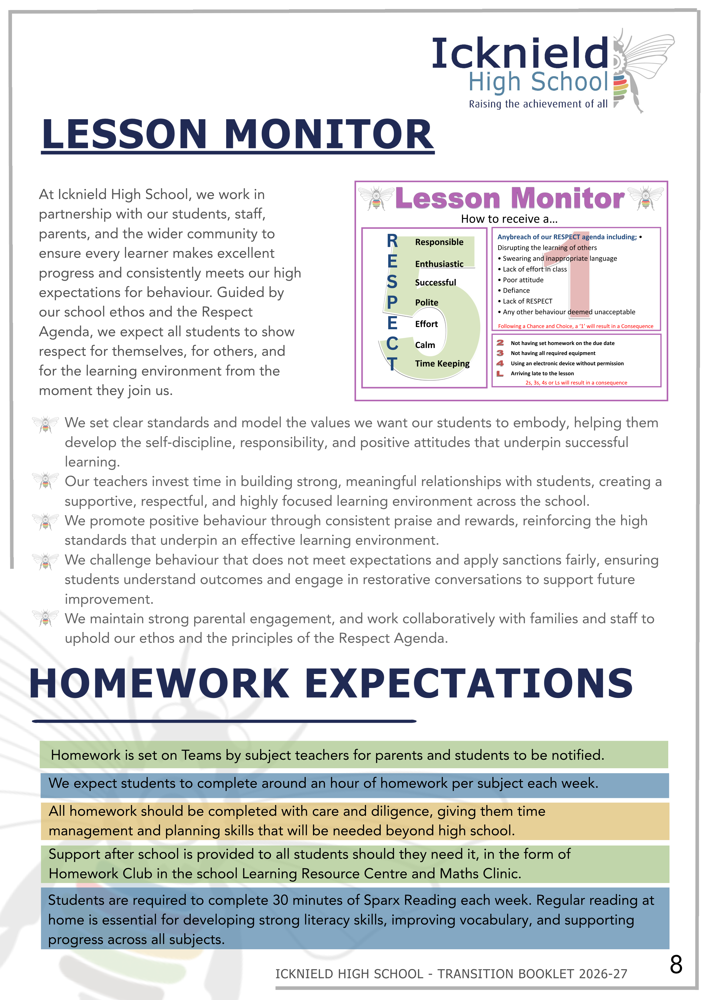 Icknield
High School
Raising the achievement of all
LESSON MONITOR
At Icknield High School, we work in
partnership with our students, staff,
parents, and the wider community to
ensure every learner makes excellent
progress and consistently meets our high
expectations for behaviour. Guided by
our school ethos and the Respect
Agenda, we expect all students to show
respect for themselves, for others, and
for the learning environment from the
moment they join us.
Lesson Monitor
How to receive a...
5
R Responsible
E Enthusiastic
S Successful
P Polite
E Effort
C Calm
T Time Keeping
1
Anybreach of our RESPECT agenda including; •
Disrupting the learning of others
• Swearing and inappropriate language
• Lack of effort in class
• Poor attitude
• Defiance
• Lack of RESPECT
• Any other behaviour deemed unacceptable
Following a Chance and Choice, a ‘1’ will result in a Consequence
2 Not having set homework on the due date
3 Not having all required equipment
4 Using an electronic device without permission
L Arriving late to the lesson
2s, 3s, 4s or Ls will result in a consequence
We set clear standards and model the values we want our students to embody, helping them
develop the self-discipline, responsibility, and positive attitudes that underpin successful
learning.
Our teachers invest time in building strong, meaningful relationships with students, creating a
supportive, respectful, and highly focused learning environment across the school.
We promote positive behaviour through consistent praise and rewards, reinforcing the high
standards that underpin an effective learning environment.
We challenge behaviour that does not meet expectations and apply sanctions fairly, ensuring
students understand outcomes and engage in restorative conversations to support future
improvement.
We maintain strong parental engagement, and work collaboratively with families and staff to
uphold our ethos and the principles of the Respect Agenda.
HOMEWORK EXPECTATIONS
Homework is set on Teams by subject teachers for parents and students to be notified.
We expect students to complete around an hour of homework per subject each week.
All homework should be completed with care and diligence, giving them time
management and planning skills that will be needed beyond high school.
Support after school is provided to all students should they need it, in the form of
Homework Club in the school Learning Resource Centre and Maths Clinic.
Students are required to complete 30 minutes of Sparx Reading each week. Regular reading at
home is essential for developing strong literacy skills, improving vocabulary, and supporting
progress across all subjects.
ICKNIELD HIGH SCHOOL - TRANSITION BOOKLET 2026-27
8